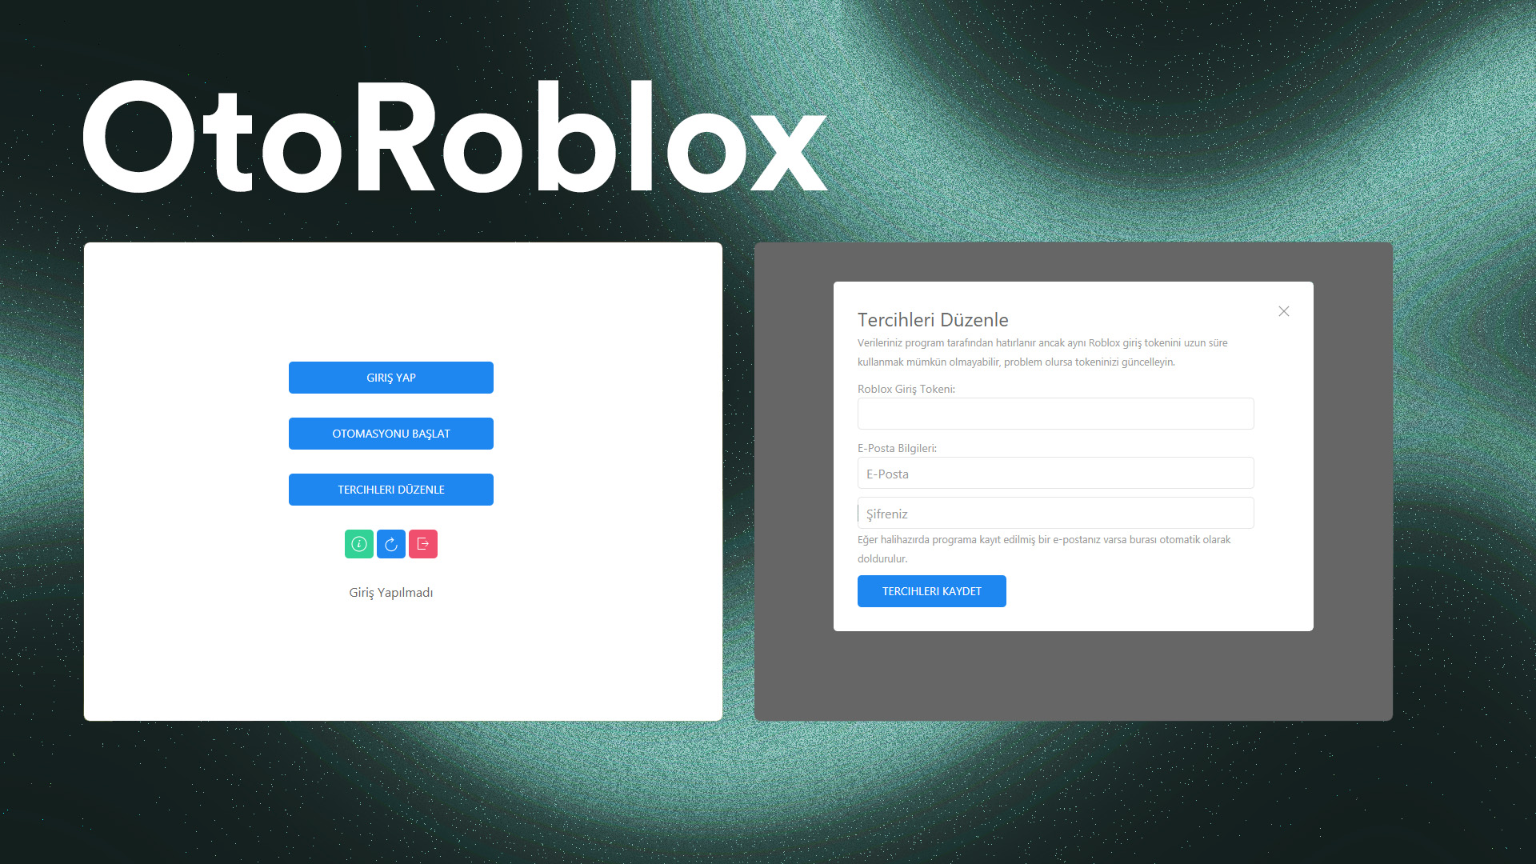 OtoRoblox
GIRIŞ YAP
OTOMASYONU BAŞLAT
TERCIHLERI DÜZENLE
Giriş Yapılmadı
Tercihleri Düzenle
Verileriniz program tarafından hatırlanır ancak aynı Roblox giriş tokenini uzun süre
kullanmak mümkün olmayabilir, problem olursa tokeninizi güncelleyin.
Roblox Giriş Tokeni:
E-Posta Bilgileri:
E-Posta
Şifreniz
Eğer halihazırda programa kayıt edilmiş bir e-postanız varsa burası otomatik olarak
doldurulur.
TERCIHLERI KAYDET